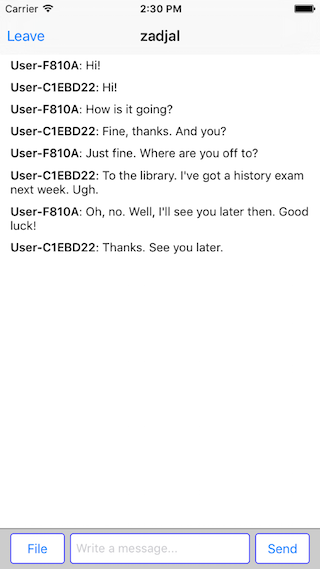 Carrier 2:30 PM
Leave zadjal
User-F810A: Hi!
User-C1EBD22: Hi!
User-F810A: How is it going?
User-C1EBD22: Fine, thanks. And you?
User-F810A: Just fine. Where are you off to?
User-C1EBD22: To the library. I've got a history exam
next week. Ugh.
User-F810A: Oh, no. Well, I'll see you later then. Good
luck!
User-C1EBD22: Thanks. See you later.
File Write a message... Send